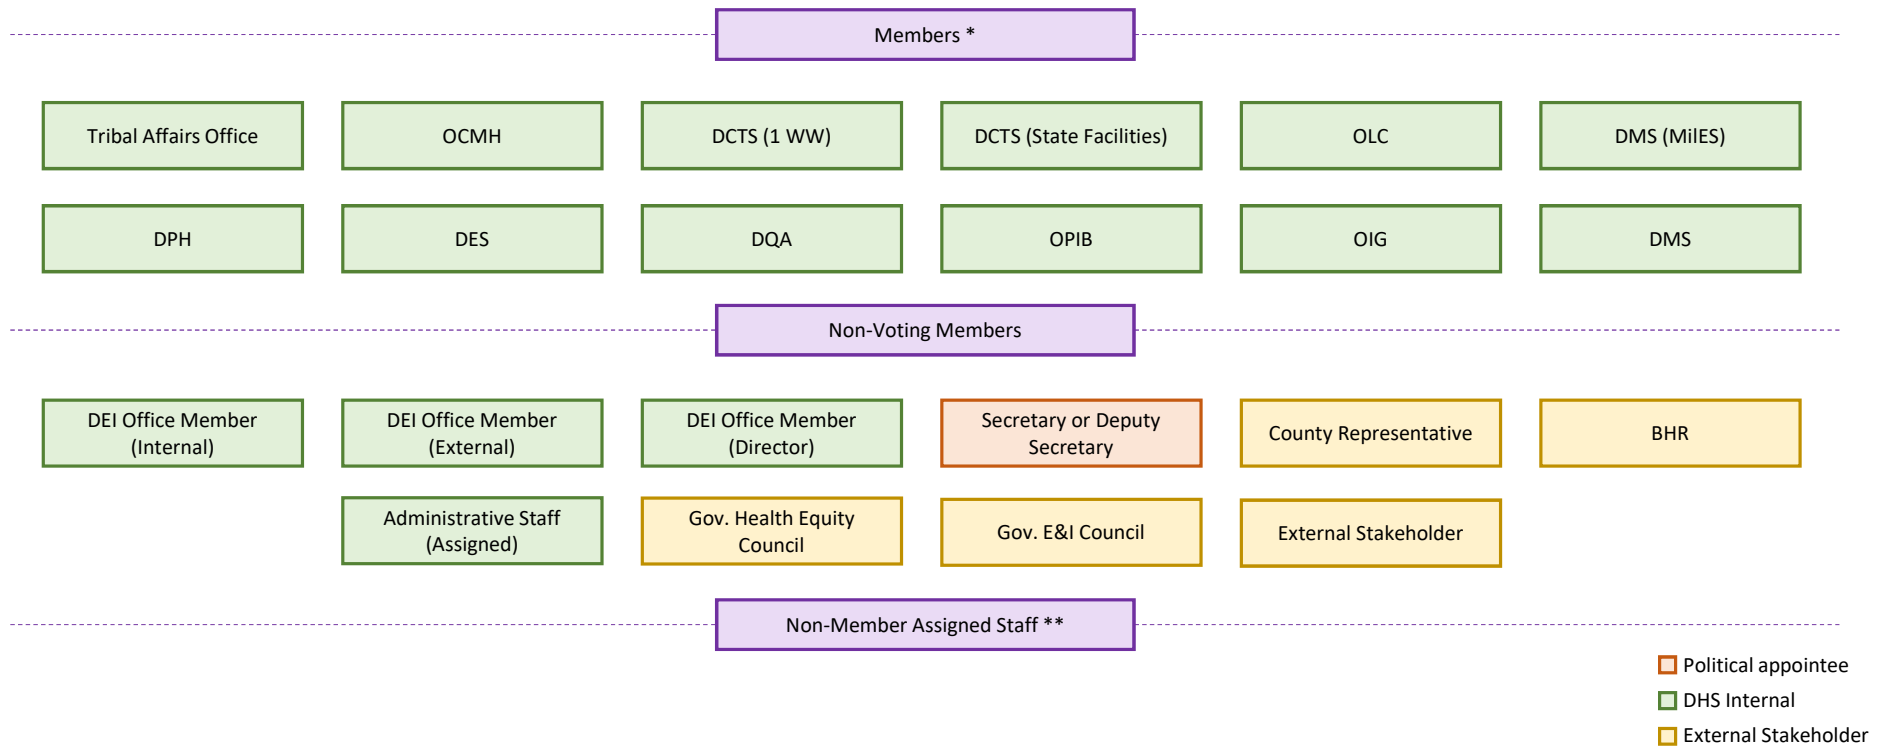 Members *
Tribal Affairs Office
OCMH
DCTS (1 WW)
DCTS (State Facilities)
OLC
DMS (MilES)
DPH
DES
DQA
OPIB
OIG
DMS
Non-Voting Members
DEI Office Member
(Internal)
DEI Office Member
(External)
DEI Office Member
(Director)
Secretary or Deputy
Secretary
County Representative
BHR
Administrative Staff
(Assigned)
Gov. Health Equity
Council
Gov. E&I Council
External Stakeholder
Non-Member Assigned Staff **
Political appointee
DHS Internal
External Stakeholder